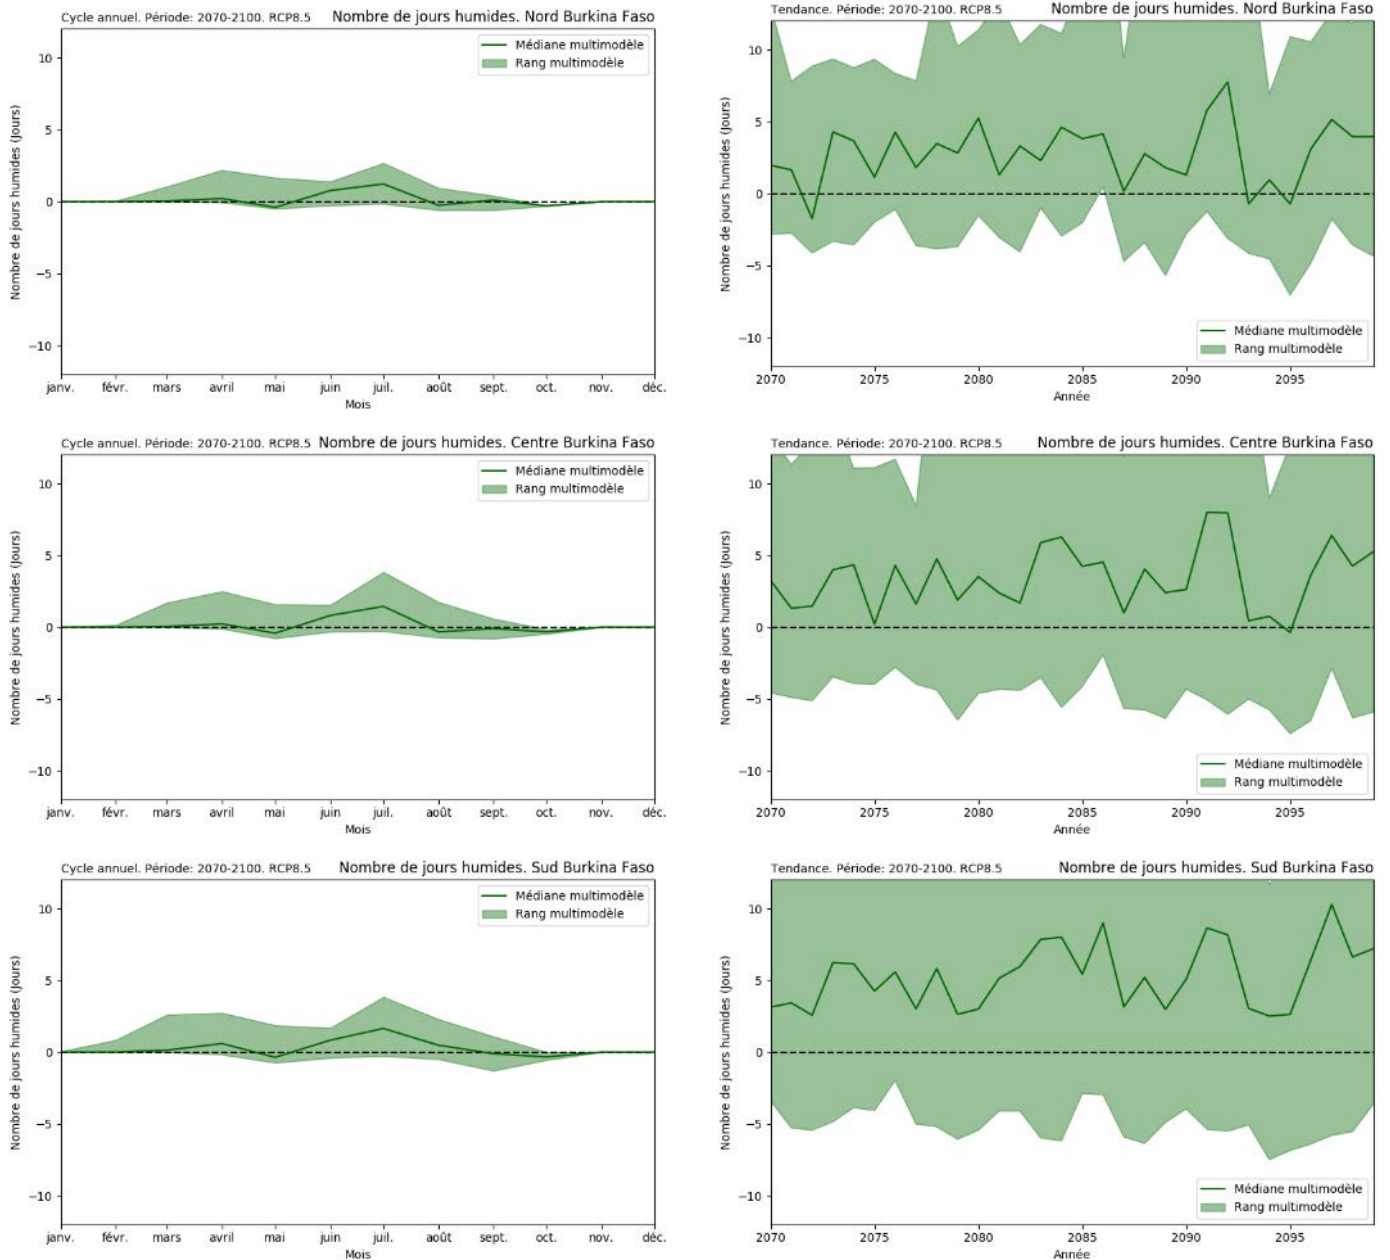 Cycle annuel. Période: 2070-2100. RCP8.5 Nombre de jours humides. Nord Burkina Faso
Médiane multimodèle
Rang multimodèle
Nombre de jours humides (Jours)
10
5
0
−5
−10
janv. févr. mars avril mai juin juil. août sept. oct. nov. déc.
Mois
Tendance. Période: 2070-2100. RCP8.5 Nombre de jours humides. Nord Burkina Faso
Nombre de jours humides (Jours)
10
5
0
−5
−10
Médiane multimodèle
Rang multimodèle
2070 2075 2080 2085 2090 2095
Année
Cycle annuel. Période: 2070-2100. RCP8.5 Nombre de jours humides. Centre Burkina Faso
Médiane multimodèle
Rang multimodèle
Nombre de jours humides (Jours)
10
5
0
−5
−10
janv. févr. mars avril mai juin juil. août sept. oct. nov. déc.
Mois
Tendance. Période: 2070-2100. RCP8.5 Nombre de jours humides. Centre Burkina Faso
Nombre de jours humides (Jours)
10
5
0
−5
−10
Médiane multimodèle
Rang multimodèle
2070 2075 2080 2085 2090 2095
Année
Cycle annuel. Période: 2070-2100. RCP8.5 Nombre de jours humides. Sud Burkina Faso
Médiane multimodèle
Rang multimodèle
Nombre de jours humides (Jours)
10
5
0
−5
−10
janv. févr. mars avril mai juin juil. août sept. oct. nov. déc.
Mois
Tendance. Période: 2070-2100. RCP8.5 Nombre de jours humides. Sud Burkina Faso
Nombre de jours humides (Jours)
10
5
0
−5
−10
Médiane multimodèle
Rang multimodèle
2070 2075 2080 2085 2090 2095
Année